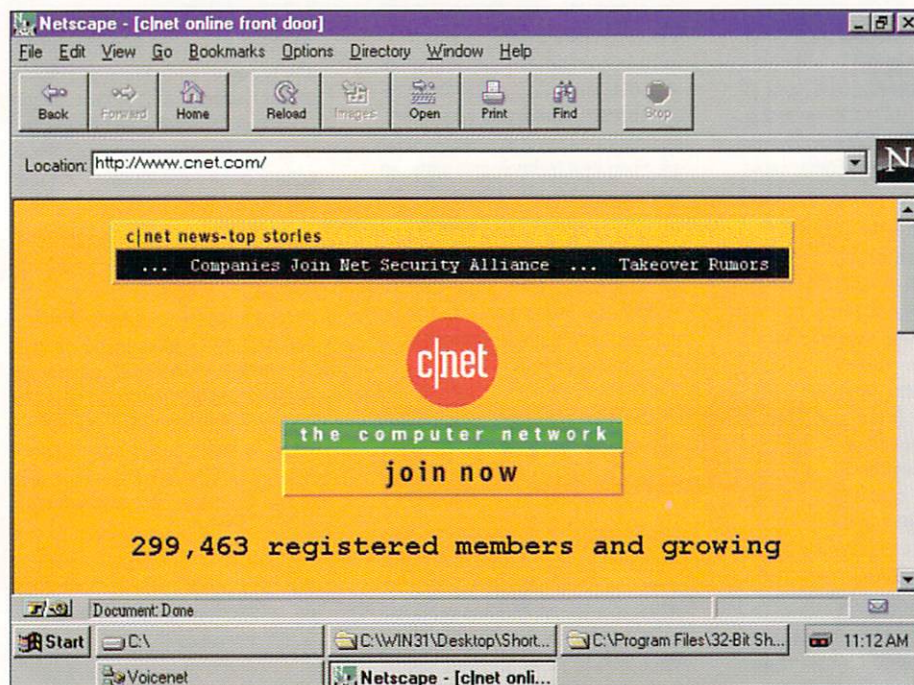 Netscape - [c|net online front door]
File Edit View Go Bookmarks Options Directory Window Help
Back Forward Home Reload Images Open Print Find Stop
Location: http://www.cnet.com/
N
c|net news-top stories
... Companies Join Net Security Alliance ... Takeover Rumors
c|net
the computer network
join now
299,463 registered members and growing
Document: Done
Start C:\ C:\WIN31\Desktop\Short... C:\Program Files\32-Bit Sh... 11:12 AM
Voicenet Netscape - [c|net onli...